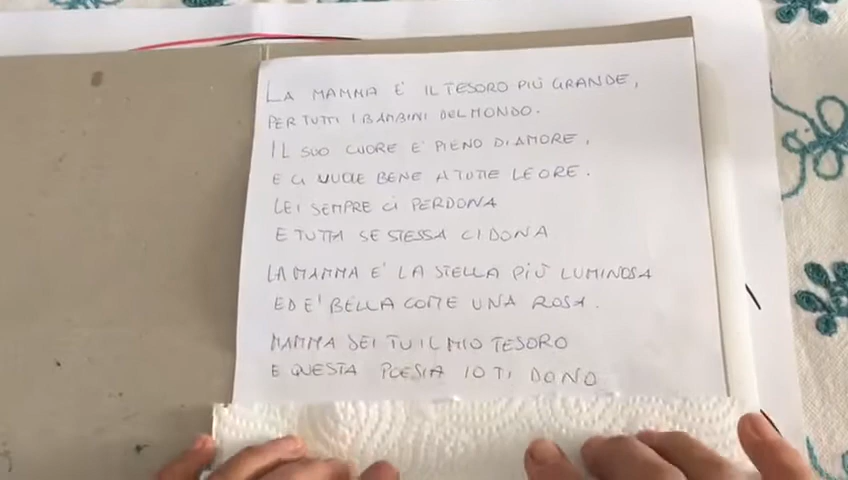 LA MAMMA E' IL TESORO PIÙ GRANDE,
PER TUTTI I BAMBINI DEL MONDO.
IL SUO CUORE E' PIENO DI AMORE,
E CI VUOLE BENE A TUTTE LE ORE.
LEI SEMPRE CI PERDONA
E TUTTA SE STESSA CI DONA
LA MAMMA E' LA STELLA PIÙ LUMINOSA
ED E' BELLA COME UNA ROSA.
MAMMA SEI TU IL MIO TESORO
E QUESTA POESIA IO TI DONO